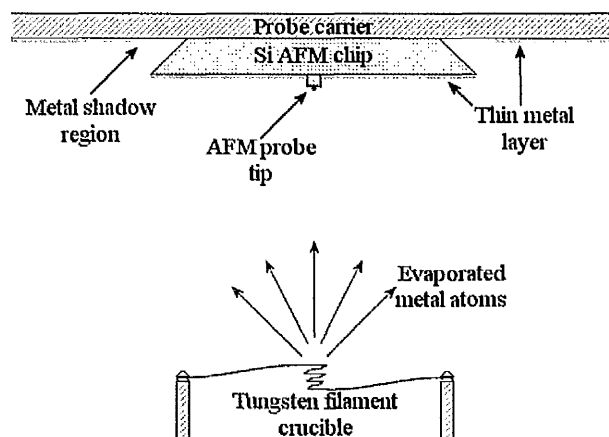 Probe carrier
Si AFM chip
Metal shadow
region
AFM probe
tip
Thin metal
layer
Evaporated
metal atoms
Tungsten filament
crucible